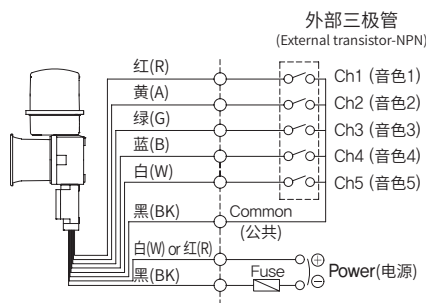 外部三极管
(External transistor-NPN)
红(R)
Ch1 (音色1)
黄(A)
Ch2 (音色2)
绿(G)
Ch3 (音色3)
蓝(B)
Ch4 (音色4)
白(W)
Ch5 (音色5)
黑(BK)
Common
(公共)
白(W) or 红(R)
⊕
黑(BK)
Fuse
⊖
Power(电源)